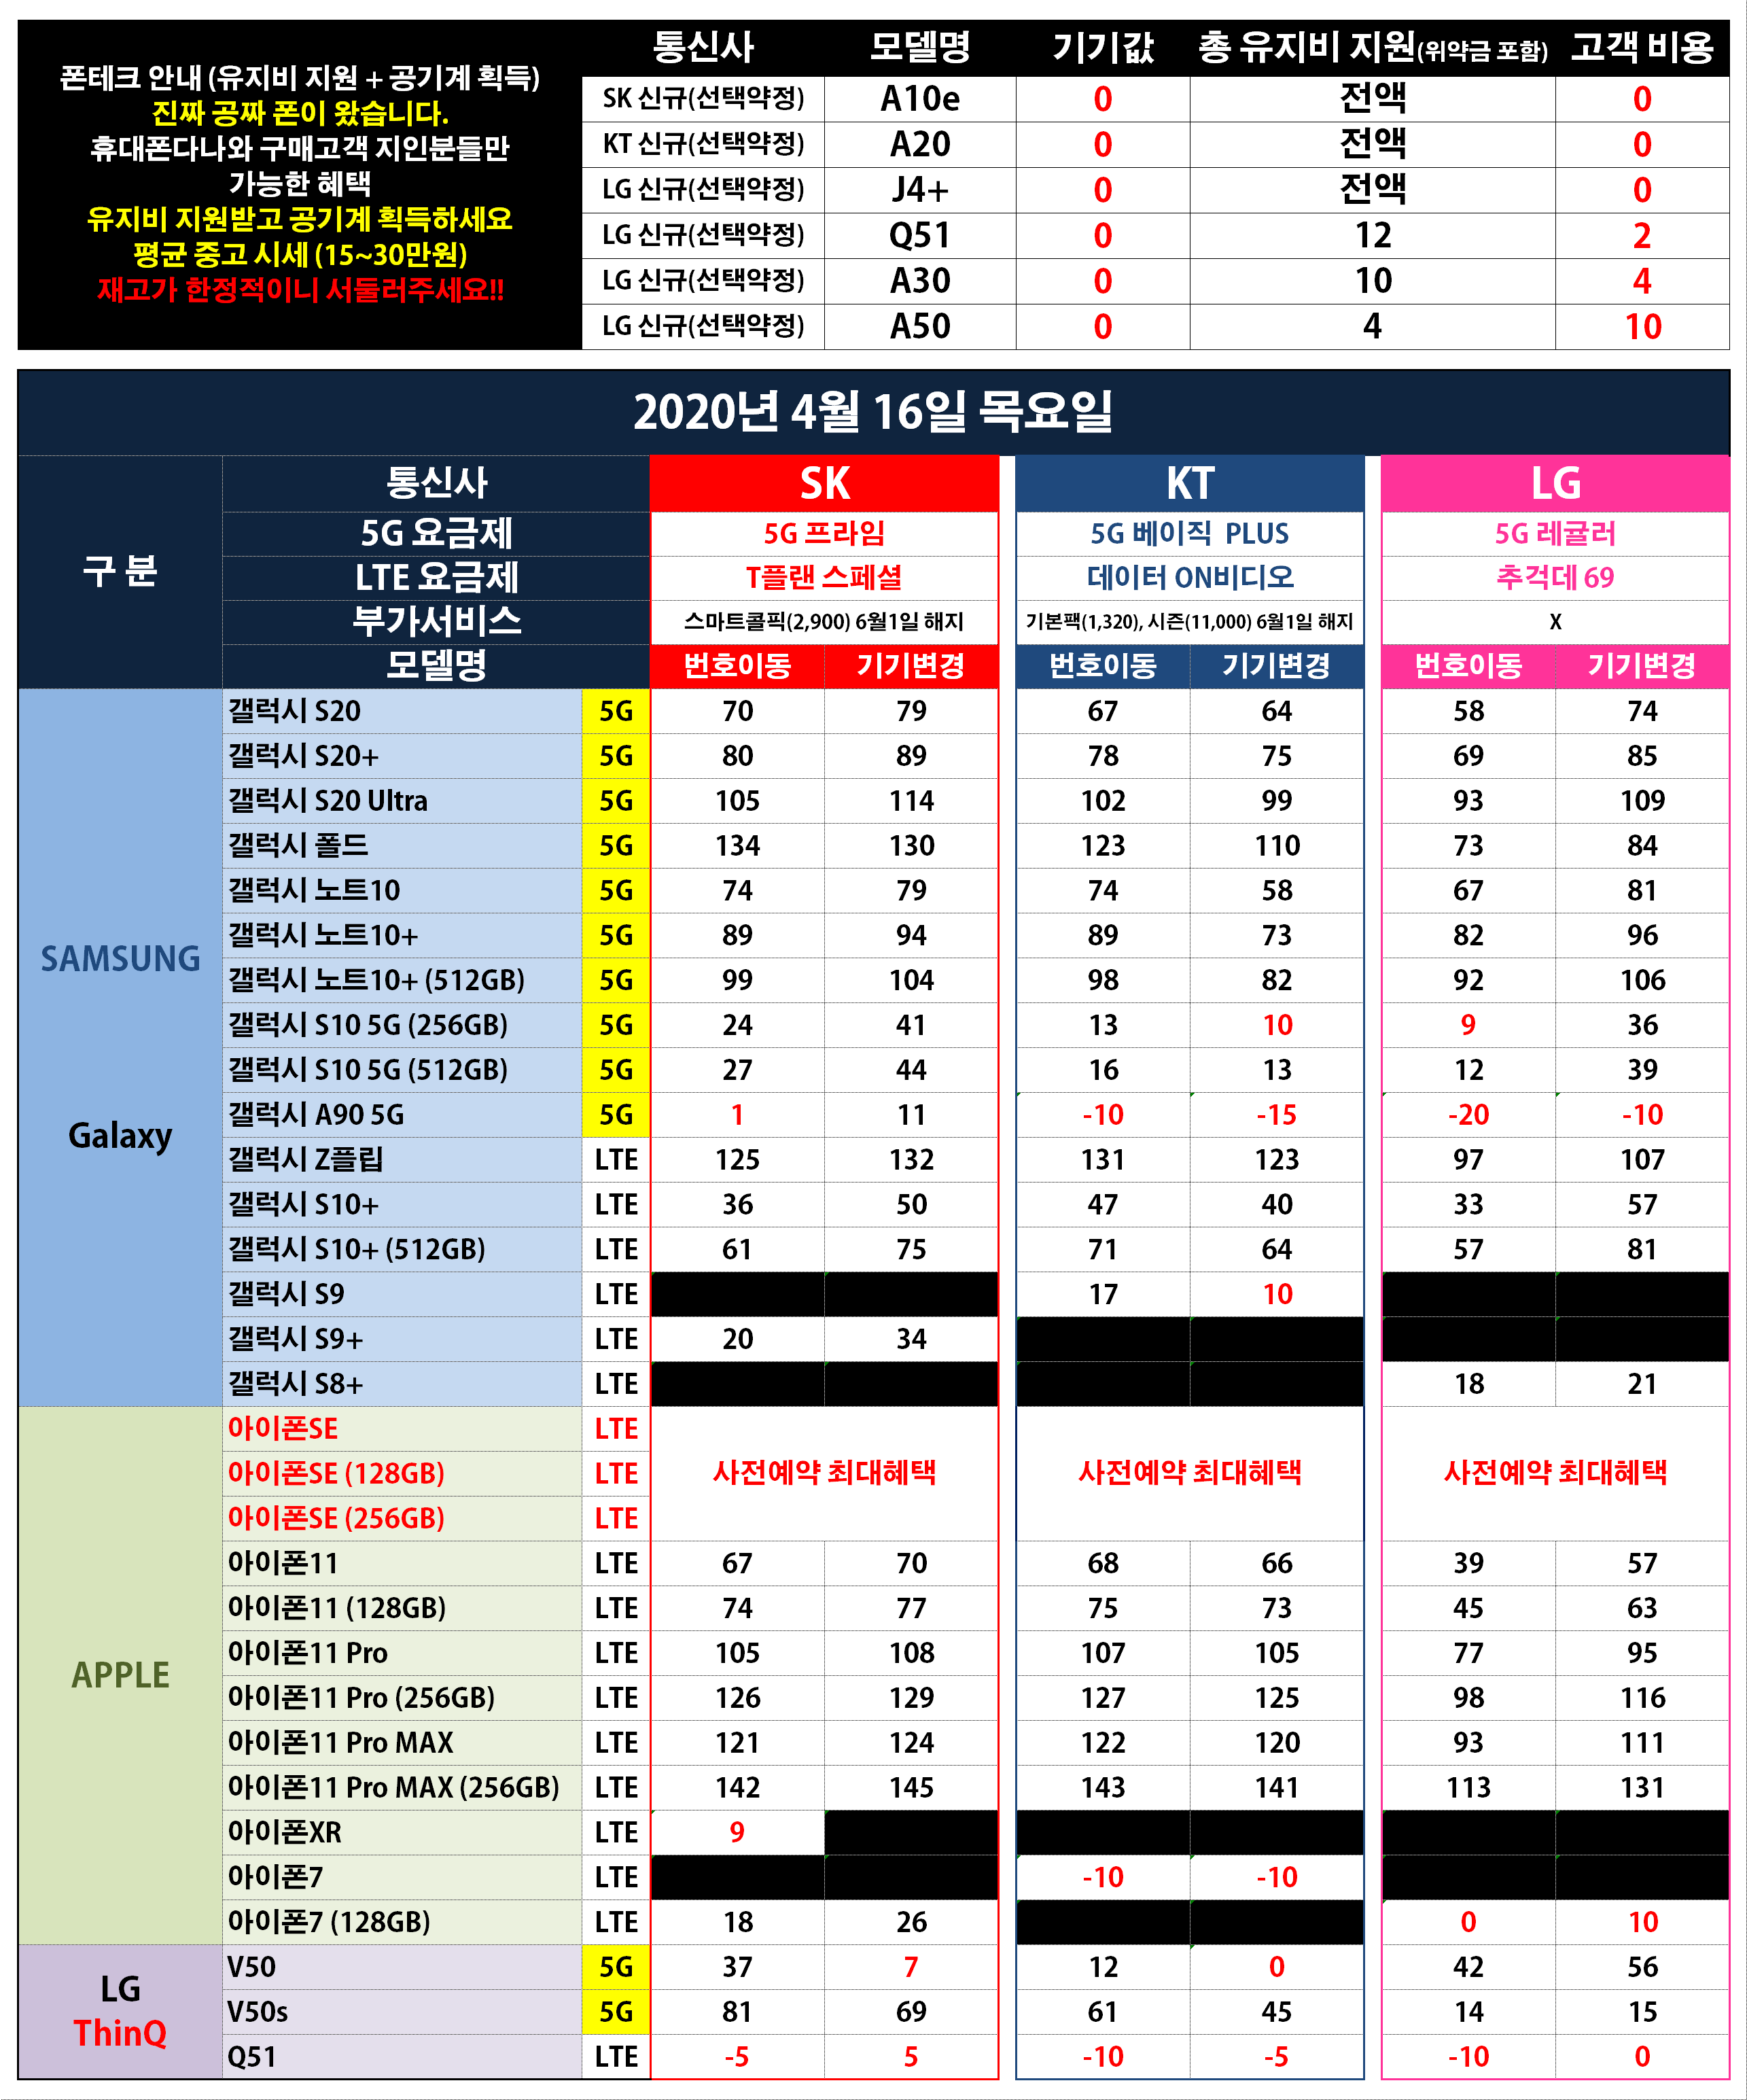 폰테크 안내 (유지비 지원 + 공기계 획득)
진짜 공짜 폰이 왔습니다.
휴대폰다나와 구매고객 지인분들만
가능한 혜택
유지비 지원받고 공기계 획득하세요
평균 중고 시세 (15~30만원)
재고가 한정적이니 서둘러주세요!!
통신사 모델명 기기값 총 유지비 지원(위약금 포함) 고객 비용
SK 신규(선택약정) A10e 0 전액 0
KT 신규(선택약정) A20 0 전액 0
LG 신규(선택약정) J4+ 0 전액 0
LG 신규(선택약정) Q51 0 12 2
LG 신규(선택약정) A30 0 10 4
LG 신규(선택약정) A50 0 4 10
2020년 4월 16일 목요일
구 분
통신사 SK KT LG
5G 요금제 5G 프라임 5G 베이직 PLUS 5G 레귤러
LTE 요금제 T플랜 스페셜 데이터 ON비디오 추걱데 69
부가서비스 스마트콜픽(2,900) 6월1일 해지 기본팩(1,320), 시즌(11,000) 6월1일 해지 X
모델명 번호이동 기기변경 번호이동 기기변경 번호이동 기기변경
SAMSUNG
Galaxy
갤럭시 S20 5G 70 79 67 64 58 74
갤럭시 S20+ 5G 80 89 78 75 69 85
갤럭시 S20 Ultra 5G 105 114 102 99 93 109
갤럭시 폴드 5G 134 130 123 110 73 84
갤럭시 노트10 5G 74 79 74 58 67 81
갤럭시 노트10+ 5G 89 94 89 73 82 96
갤럭시 노트10+ (512GB) 5G 99 104 98 82 92 106
갤럭시 S10 5G (256GB) 5G 24 41 13 10 9 36
갤럭시 S10 5G (512GB) 5G 27 44 16 13 12 39
갤럭시 A90 5G 5G 1 11 -10 -15 -20 -10
갤럭시 Z플립 LTE 125 132 131 123 97 107
갤럭시 S10+ LTE 36 50 47 40 33 57
갤럭시 S10+ (512GB) LTE 61 75 71 64 57 81
갤럭시 S9 LTE 17 10
갤럭시 S9+ LTE 20 34
갤럭시 S8+ LTE 18 21
APPLE
아이폰SE LTE
아이폰SE (128GB) LTE 사전예약 최대혜택 사전예약 최대혜택 사전예약 최대혜택
아이폰SE (256GB) LTE
아이폰11 LTE 67 70 68 66 39 57
아이폰11 (128GB) LTE 74 77 75 73 45 63
아이폰11 Pro LTE 105 108 107 105 77 95
아이폰11 Pro (256GB) LTE 126 129 127 125 98 116
아이폰11 Pro MAX LTE 121 124 122 120 93 111
아이폰11 Pro MAX (256GB) LTE 142 145 143 141 113 131
아이폰XR LTE 9
아이폰7 LTE -10 -10
아이폰7 (128GB) LTE 18 26 0 10
LG
ThinQ
V50 5G 37 7 12 0 42 56
V50s 5G 81 69 61 45 14 15
Q51 LTE -5 5 -10 -5 -10 0